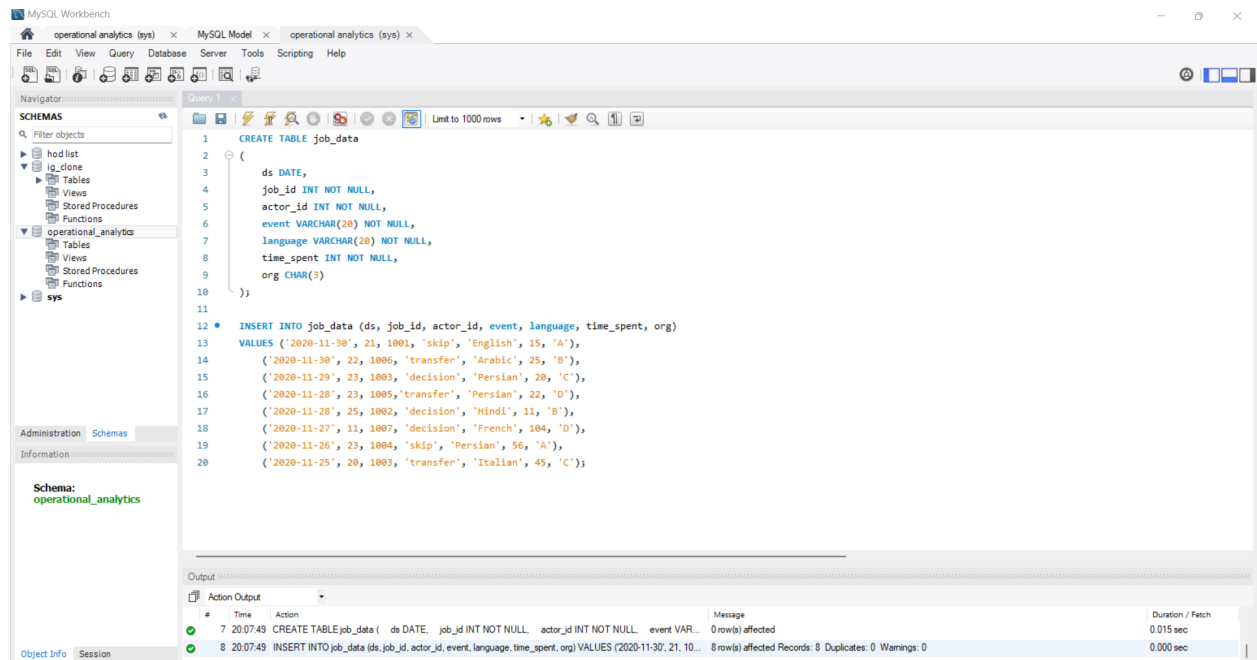 MySQL Workbench
operational analytics (sys) × MySQL Model × operational analytics (sys) ×
File Edit View Query Database Server Tools Scripting Help
Navigator
Query 1 ×
SCHEMAS
Limit to 1000 rows
Filter objects
hod list
ig_clone
Tables
Views
Stored Procedures
Functions
operational_analytics
Tables
Views
Stored Procedures
Functions
sys
1 CREATE TABLE job_data
2 (
3 ds DATE,
4 job_id INT NOT NULL,
5 actor_id INT NOT NULL,
6 event VARCHAR(20) NOT NULL,
7 language VARCHAR(20) NOT NULL,
8 time_spent INT NOT NULL,
9 org CHAR(3)
10 );
11
12 INSERT INTO job_data (ds, job_id, actor_id, event, language, time_spent, org)
13 VALUES ('2020-11-30', 21, 1001, 'skip', 'English', 15, 'A'),
14 ('2020-11-30', 22, 1006, 'transfer', 'Arabic', 25, 'B'),
15 ('2020-11-29', 23, 1003, 'decision', 'Persian', 20, 'C'),
16 ('2020-11-28', 23, 1005,'transfer', 'Persian', 22, 'D'),
17 ('2020-11-28', 25, 1002, 'decision', 'Hindi', 11, 'B'),
18 ('2020-11-27', 11, 1007, 'decision', 'French', 104, 'D'),
19 ('2020-11-26', 23, 1004, 'skip', 'Persian', 56, 'A'),
20 ('2020-11-25', 20, 1003, 'transfer', 'Italian', 45, 'C');
Administration Schemas
Information
Schema:
operational_analytics
Object Info Session
Output
Action Output
# Time Action Message Duration / Fetch
7 20:07:49 CREATE TABLE job_data ( ds DATE, job_id INT NOT NULL, actor_id INT NOT NULL, event VAR... 0 row(s) affected 0.015 sec
8 20:07:49 INSERT INTO job_data (ds, job_id, actor_id, event, language, time_spent, org) VALUES ('2020-11-30', 21, 10... 8 row(s) affected Records: 8 Duplicates: 0 Warnings: 0 0.000 sec